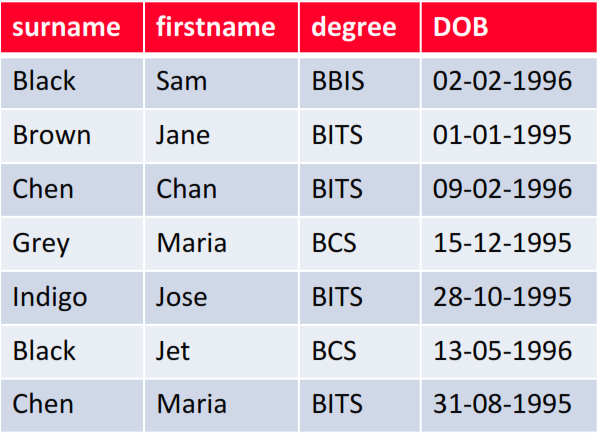 surname firstname degree DOB
Black Sam BBIS 02-02-1996
Brown Jane BITS 01-01-1995
Chen Chan BITS 09-02-1996
Grey Maria BCS 15-12-1995
Indigo Jose BITS 28-10-1995
Black Jet BCS 13-05-1996
Chen Maria BITS 31-08-1995